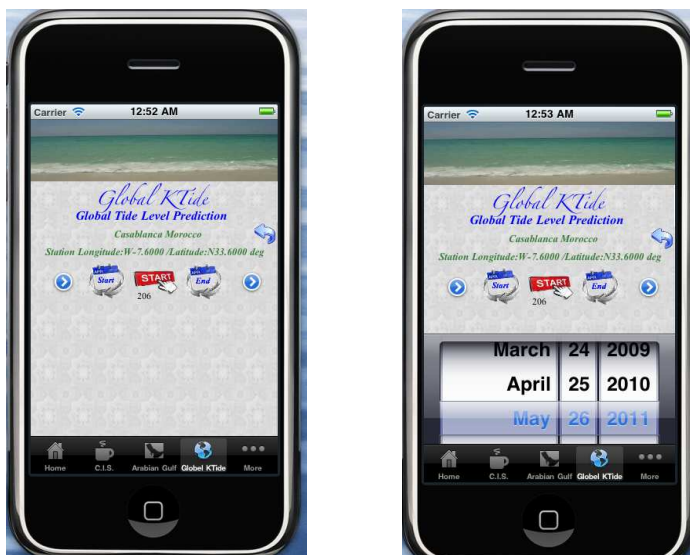 Carrier 12:52 AM
Global KTide
Global Tide Level Prediction
Casablanca Morocco
Station Longitude:W-7.6000 /Latitude:N33.6000 deg
Start START End
206
Home C.I.S. Arabian Gulf Globel KTide More
Carrier 12:53 AM
Global KTide
Global Tide Level Prediction
Casablanca Morocco
Station Longitude:W-7.6000 /Latitude:N33.6000 deg
Start START End
206
March 24 2009
April 25 2010
May 26 2011
Home C.I.S. Arabian Gulf Globel KTide More